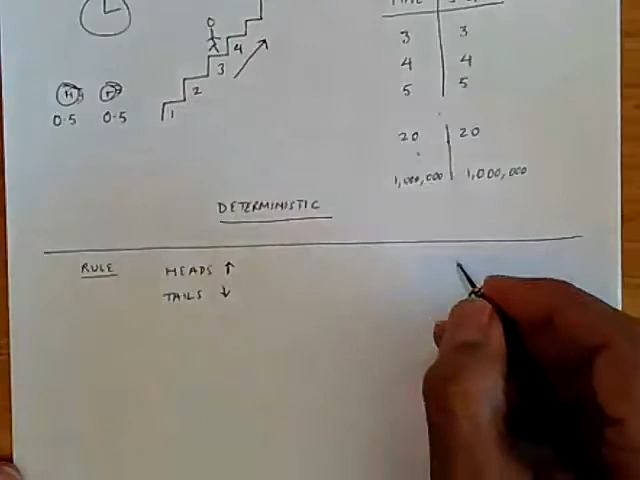 4
3
2
1
H T
0.5 0.5
3 3
4 4
5 5
20 20
1,000,000 1,000,000
DETERMINISTIC
RULE HEADS ↑
TAILS ↓